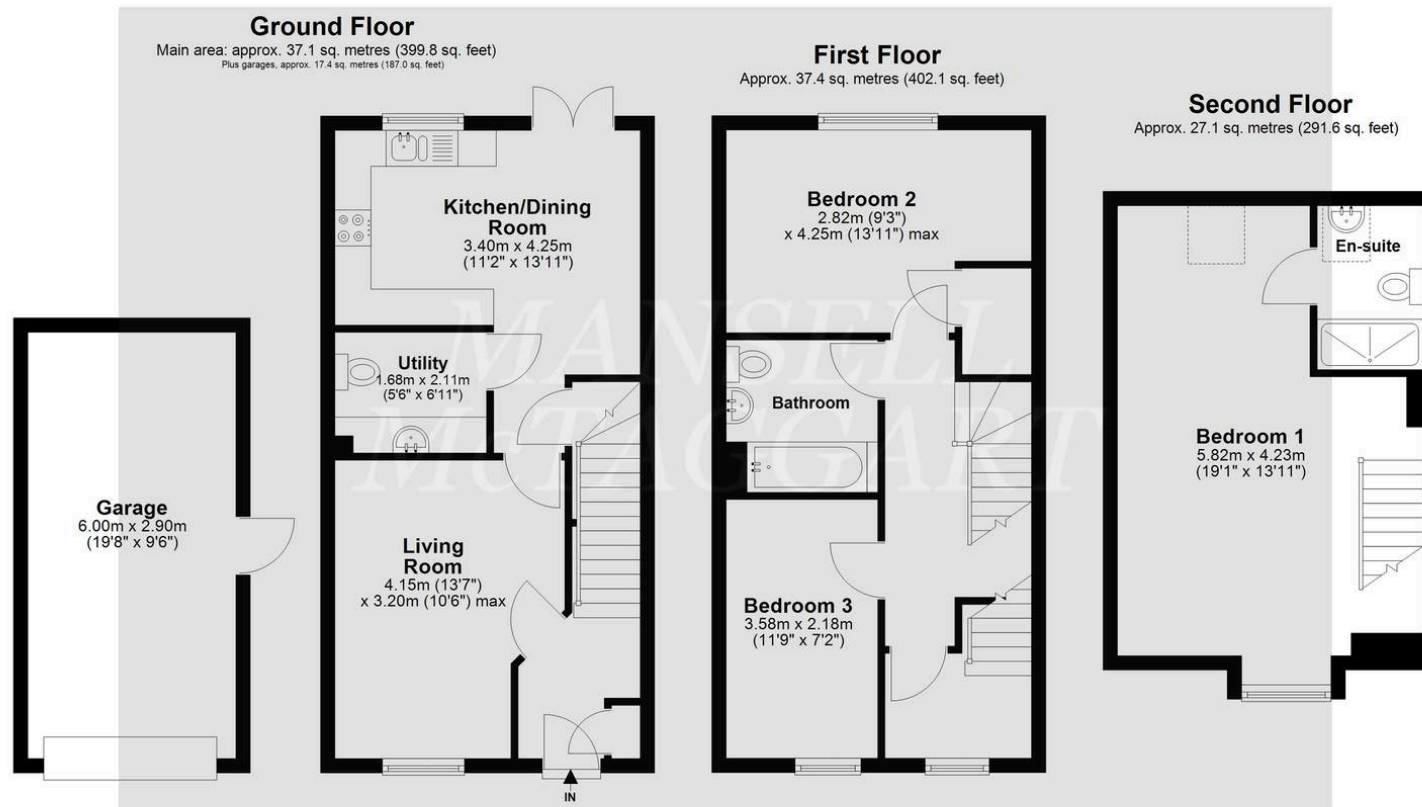 Ground Floor
Main area: approx. 37.1 sq. metres (399.8 sq. feet)
Plus garages, approx. 17.4 sq. metres (187.0 sq. feet)
Kitchen/Dining
Room
3.40m x 4.25m
(11'2" x 13'11")
Utility
1.68m x 2.11m
(5'6" x 6'11")
Garage
6.00m x 2.90m
(19'8" x 9'6")
Living
Room
4.15m (13'7")
x 3.20m (10'6") max
IN
First Floor
Approx. 37.4 sq. metres (402.1 sq. feet)
Bedroom 2
2.82m (9'3")
x 4.25m (13'11") max
Bathroom
Bedroom 3
3.58m x 2.18m
(11'9" x 7'2")
Second Floor
Approx. 27.1 sq. metres (291.6 sq. feet)
En-suite
Bedroom 1
5.82m x 4.23m
(19'1" x 13'11")
MANSELL
McTAGGART